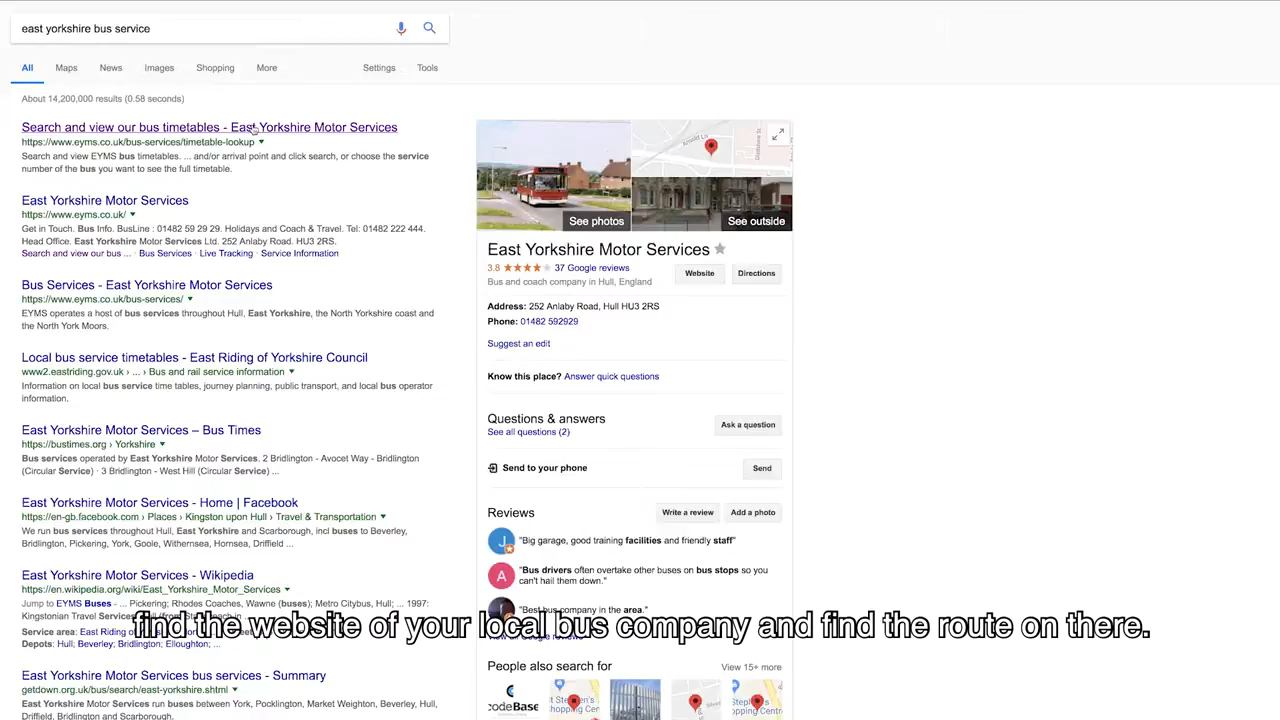 east yorkshire bus service
All Maps News Images Shopping More Settings Tools
About 14,200,000 results (0.58 seconds)
Search and view our bus timetables - East Yorkshire Motor Services
https://www.eyms.co.uk/bus-services/timetable-lookup
Search and view EYMS bus timetables. ... and/or arrival point and click search, or choose the service
number of the bus you want to see the full timetable.
East Yorkshire Motor Services
https://www.eyms.co.uk/
Get in Touch. Bus Info. BusLine : 01482 59 29 29. Holidays and Coach & Travel. Tel: 01482 222 444.
Head Office. East Yorkshire Motor Services Ltd. 252 Anlaby Road. HU3 2RS.
Search and view our bus ... · Bus Services · Live Tracking · Service Information
Bus Services - East Yorkshire Motor Services
https://www.eyms.co.uk/bus-services/
EYMS operates a host of bus services throughout Hull, East Yorkshire, the North Yorkshire coast and
the North York Moors.
Local bus service timetables - East Riding of Yorkshire Council
www2.eastriding.gov.uk › ... › Bus and rail service information
Information on local bus service time tables, journey planning, public transport, and local bus operator
information.
East Yorkshire Motor Services – Bus Times
https://bustimes.org › Yorkshire
Bus services operated by East Yorkshire Motor Services. 2 Bridlington - Avocet Way - Bridlington
(Circular Service) · 3 Bridlington - West Hill (Circular Service) ...
East Yorkshire Motor Services - Home | Facebook
https://en-gb.facebook.com › Places › Kingston upon Hull › Travel & Transportation
We run bus services throughout Hull, East Yorkshire and Scarborough, incl buses to Beverley,
Bridlington, Pickering, York, Goole, Withernsea, Hornsea, Driffield ...
East Yorkshire Motor Services - Wikipedia
https://en.wikipedia.org/wiki/East_Yorkshire_Motor_Services
Jump to EYMS Buses - ... Pickering; Rhodes Coaches, Wawne (buses); Metro Citybus, Hull; ... 1997:
Kingstonian Travel Services
Service area: East Riding
Depots: Hull; Beverley; Bridlington; Elloughton; ...
East Yorkshire Motor Services bus services - Summary
getdown.org.uk/bus/search/east-yorkshire.shtml
East Yorkshire Motor Services run buses between York, Pocklington, Market Weighton, Beverley, Hull,
Driffield, Bridlington and Scarborough.
See photos
See outside
East Yorkshire Motor Services
3.8 37 Google reviews
Bus and coach company in Hull, England
Website
Directions
Address: 252 Anlaby Road, Hull HU3 2RS
Phone: 01482 592929
Suggest an edit
Know this place? Answer quick questions
Questions & answers
See all questions (2)
Ask a question
Send to your phone
Send
Reviews
Write a review
Add a photo
J
"Big garage, good training facilities and friendly staff"
A
"Bus drivers often overtake other buses on bus stops so you
can't hail them down."
"Best bus company in the area."
People also search for
View 15+ more
codeBase
find the website of your local bus company and find the route on there.